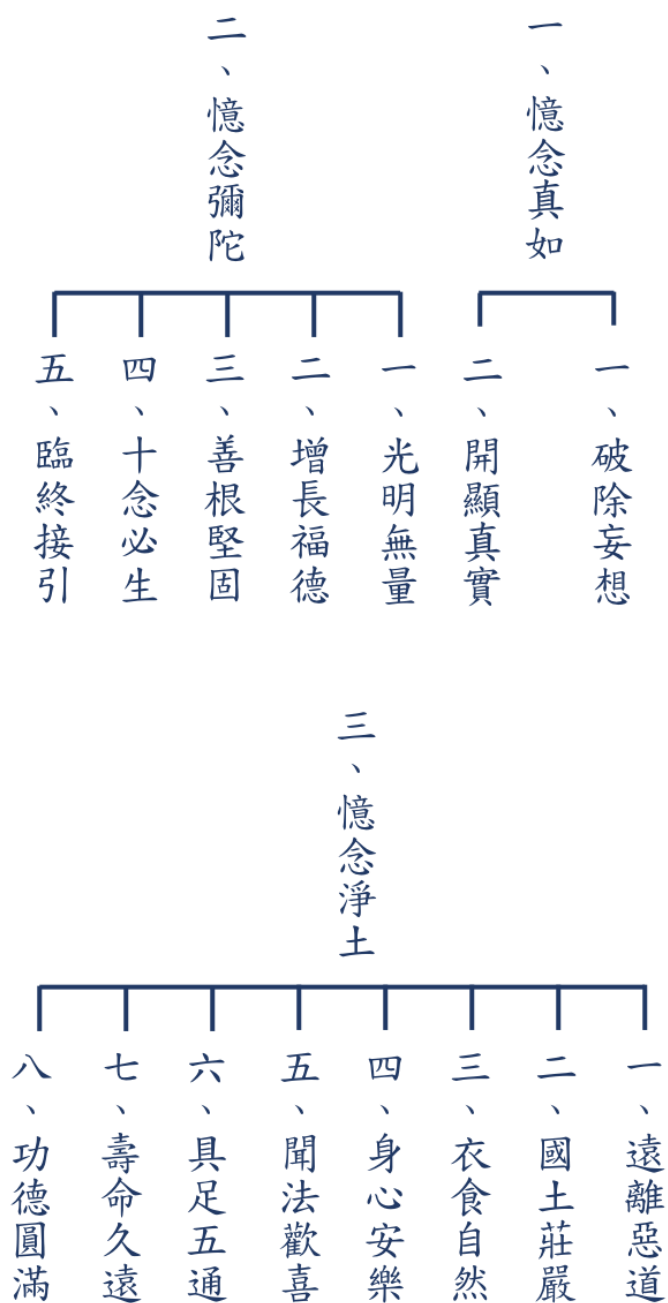 一、憶念真如
一、破除妄想
二、開顯真實
二、憶念彌陀
一、光明無量
二、增長福德
三、善根堅固
四、十念必生
五、臨終接引
三、憶念淨土
一、遠離惡道
二、國土莊嚴
三、衣食自然
四、身心安樂
五、聞法歡喜
六、具足五通
七、壽命久遠
八、功德圓滿